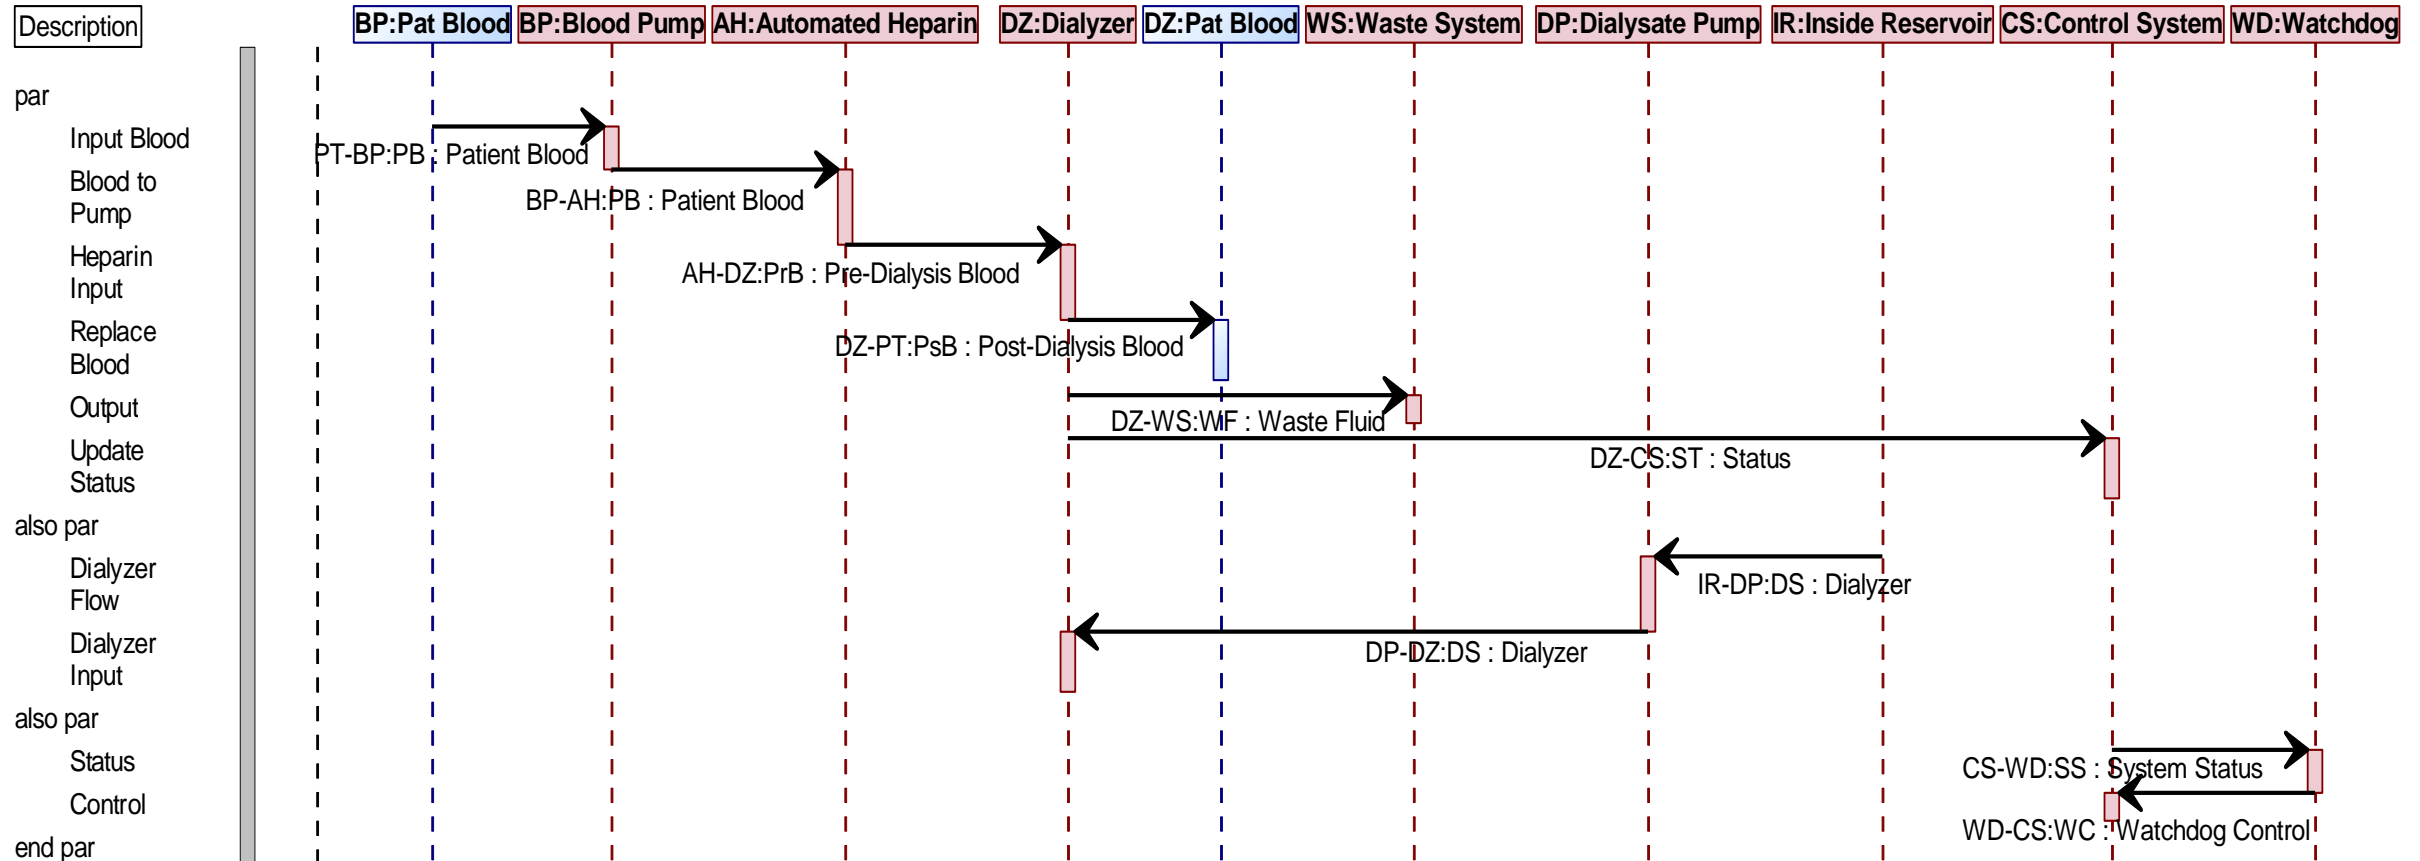 Description
BP:Pat Blood
BP:Blood Pump
AH:Automated Heparin
DZ:Dialyzer
DZ:Pat Blood
WS:Waste System
DP:Dialysate Pump
IR:Inside Reservoir
CS:Control System
WD:Watchdog
par
Input Blood
PT-BP:PB : Patient Blood
Blood to
Pump
BP-AH:PB : Patient Blood
Heparin
Input
AH-DZ:PrB : Pre-Dialysis Blood
Replace
Blood
DZ-PT:PsB : Post-Dialysis Blood
Output
DZ-WS:WF : Waste Fluid
Update
Status
DZ-CS:ST : Status
also par
Dialyzer
Flow
IR-DP:DS : Dialyzer
Dialyzer
Input
DP-DZ:DS : Dialyzer
also par
Status
CS-WD:SS : System Status
Control
WD-CS:WC : Watchdog Control
end par